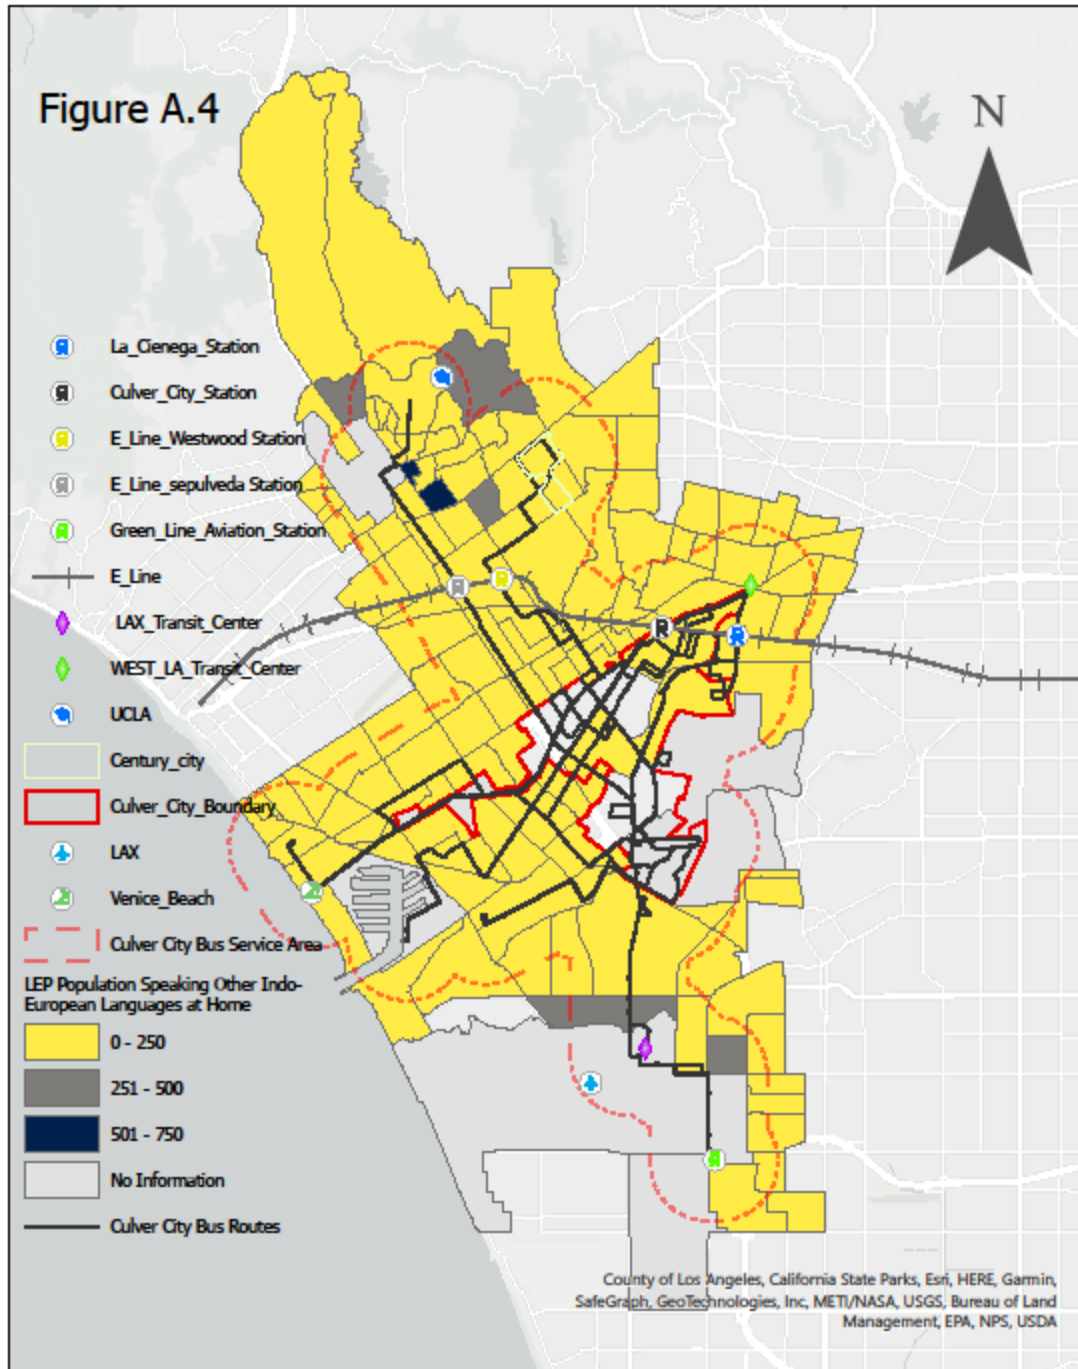 Figure A.4
N
La_Cienega_Station
Culver_City_Station
E_Line_Westwood Station
E_Line_sepulveda Station
Green_Line_Aviation_Station
E_Line
LAX_Transit_Center
WEST_LA_Transit_Center
UCLA
Century_city
Culver_City_Boundary
LAX
Venice_Beach
Culver City Bus Service Area
LEP Population Speaking Other Indo-
European Languages at Home
0 - 250
251 - 500
501 - 750
No Information
Culver City Bus Routes
County of Los Angeles, California State Parks, Esri, HERE, Garmin,
SafeGraph, GeoTechnologies, Inc, METI/NASA, USGS, Bureau of Land
Management, EPA, NPS, USDA